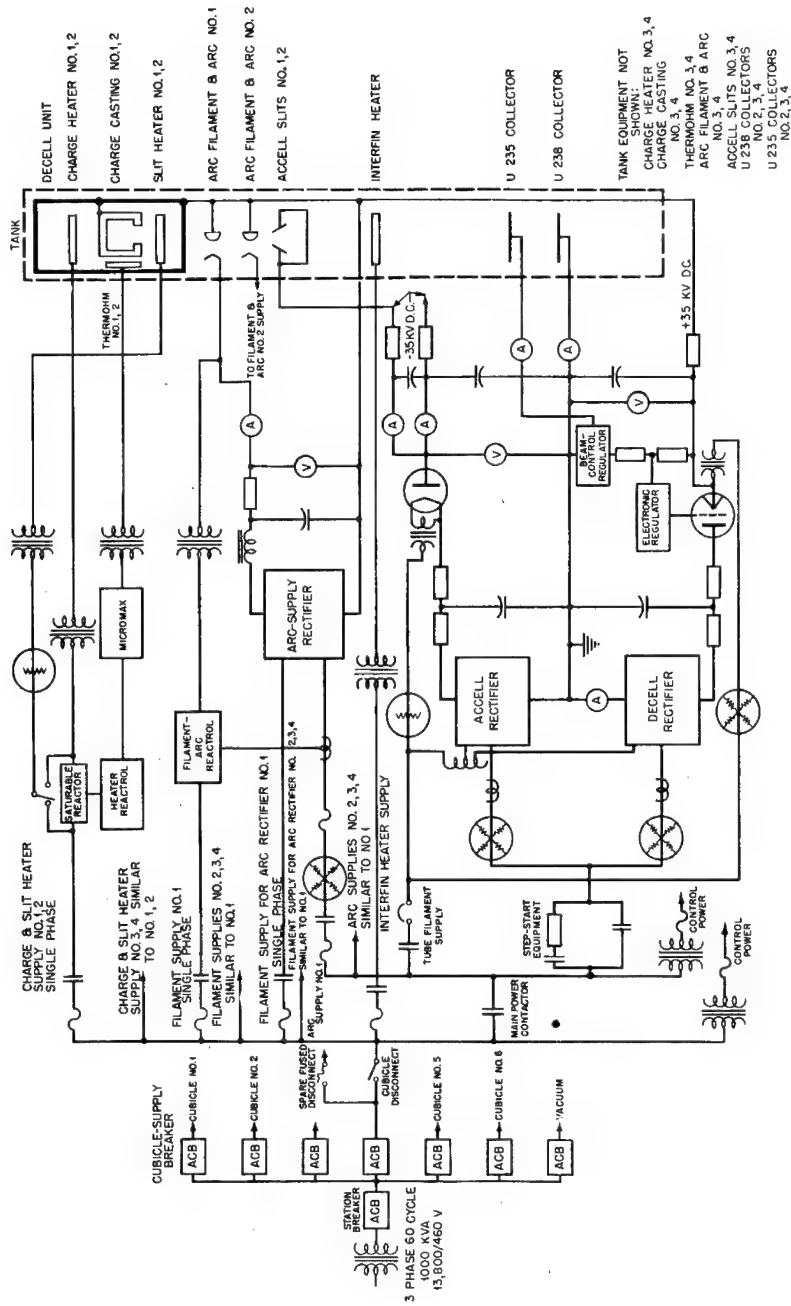 TANK
DECELL UNIT
CHARGE HEATER NO.1,2
CHARGE CASTING NO.1,2
SLIT HEATER NO.1,2
ARC FILAMENT & ARC NO.1
ARC FILAMENT & ARC NO. 2
ACCELL SLITS NO.1,2
INTERFIN HEATER
U 235 COLLECTOR
U 238 COLLECTOR
TANK EQUIPMENT NOT
SHOWN:
CHARGE HEATER NO.3,4
CHARGE CASTING
NO. 3, 4
THERMOHM NO.3,4
ARC FILAMENT & ARC
NO. 3, 4
ACCELL SLITS NO.3,4
U 238 COLLECTORS
NO.2, 3, 4
U 235 COLLECTORS
NO.2, 3, 4
THERMOHM
NO.1, 2
TO FILAMENT &
ARC NO.2 SUPPLY
-35KV D.C.
+35 KV D.C.
A
V
A
A
V
A
A
V
A
BEAM-
CONTROL
REGULATOR
ELECTRONIC
REGULATOR
MICROMAX
SATURABLE
REACTOR
HEATER
REACTROL
FILAMENT-
ARC
REACTROL
ARC-SUPPLY
RECTIFIER
ACCELL
RECTIFIER
DECELL
RECTIFIER
CHARGE & SLIT HEATER
SUPPLY NO.1,2
SINGLE PHASE
CHARGE & SLIT HEATER
SUPPLY NO.3,4 SIMILAR
TO NO.1, 2
FILAMENT SUPPLY NO.1
SINGLE PHASE
FILAMENT SUPPLIES NO.2,3,4
SIMILAR TO NO.1
FILAMENT SUPPLY FOR ARC RECTIFIER NO.1
SINGLE PHASE
FILAMENT SUPPLY FOR ARC RECTIFIER NO. 2,3,4
SIMILAR TO NO.1
ARC SUPPLY NO.1
ARC SUPPLIES NO. 2,3,4
SIMILAR TO NO 1
INTERFIN HEATER SUPPLY
TUBE FILAMENT
SUPPLY
STEP-START
EQUIPMENT
MAIN POWER
CONTACTOR
CONTROL
POWER
CONTROL
POWER
SPARE FUSED
DISCONNECT
CUBICLE
DISCONNECT
CUBICLE-SUPPLY
BREAKER
ACB
CUBICLE NO.1
ACB
CUBICLE NO.2
ACB
ACB
ACB
CUBICLE NO.5
ACB
CUBICLE NO.6
ACB
VACUUM
STATION
BREAKER
ACB
3 PHASE 60 CYCLE
1000 KVA
13,800/460 V